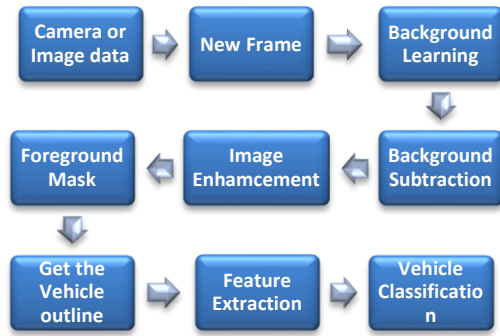 Camera or
Image data
New Frame
Background
Learning
Foreground
Mask
Image
Enhamcement
Background
Subtraction
Get the
Vehicle
outline
Feature
Extraction
Vehicle
Classificatio
n